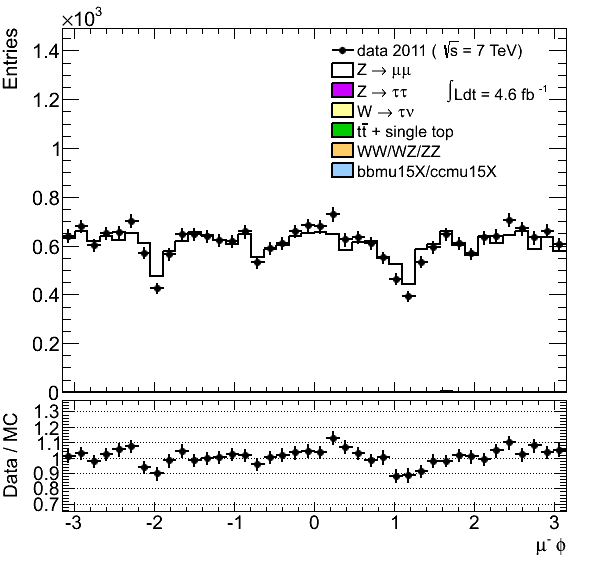 ×10³
Entries
1.4
1.2
1
0.8
0.6
0.4
0.2
0
data 2011 ( √s = 7 TeV)
Z → μμ
Z → ττ
∫Ldt = 4.6 fb⁻¹
W → τν
tt̄ + single top
WW/WZ/ZZ
bbmu15X/ccmu15X
Data / MC
1.3
1.2
1.1
1
0.9
0.8
0.7
-3 -2 -1 0 1 2 3
μ⁻ ϕ